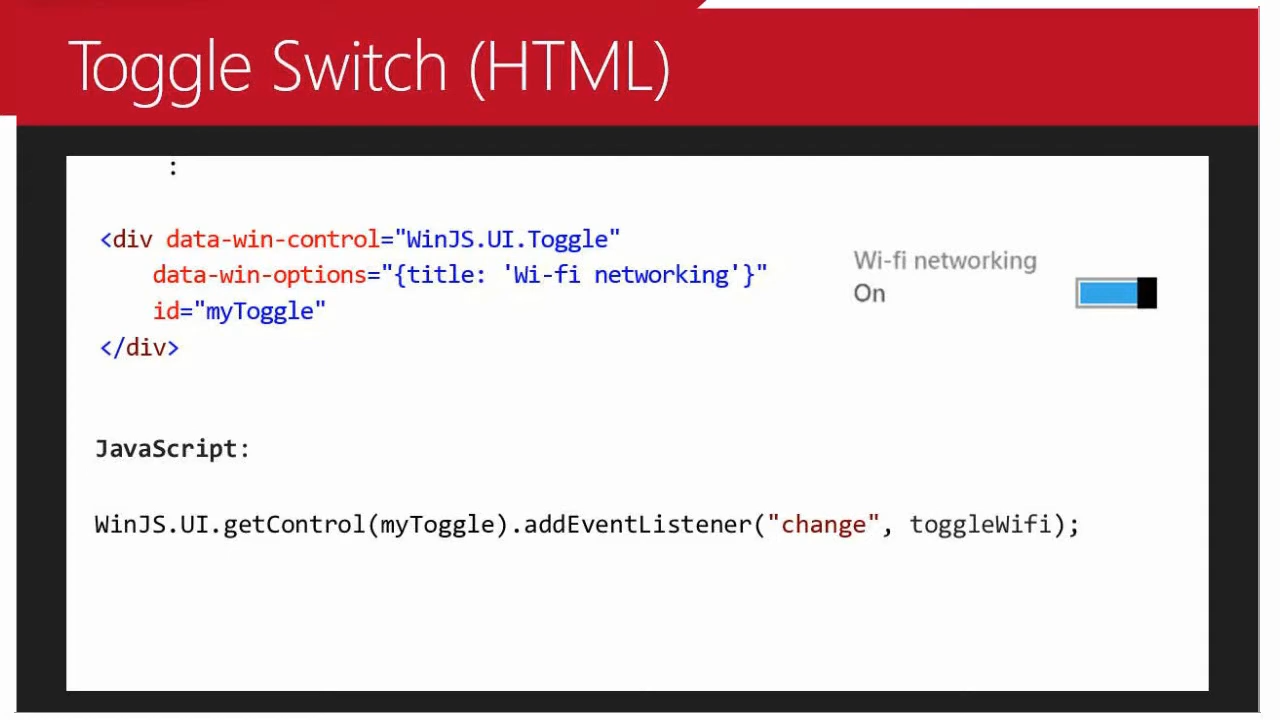 Toggle Switch (HTML)
:
<div data-win-control="WinJS.UI.Toggle"
data-win-options="{title: 'Wi-fi networking'}"
id="myToggle"
</div>
Wi-fi networking
On
JavaScript:
WinJS.UI.getControl(myToggle).addEventListener("change", toggleWifi);